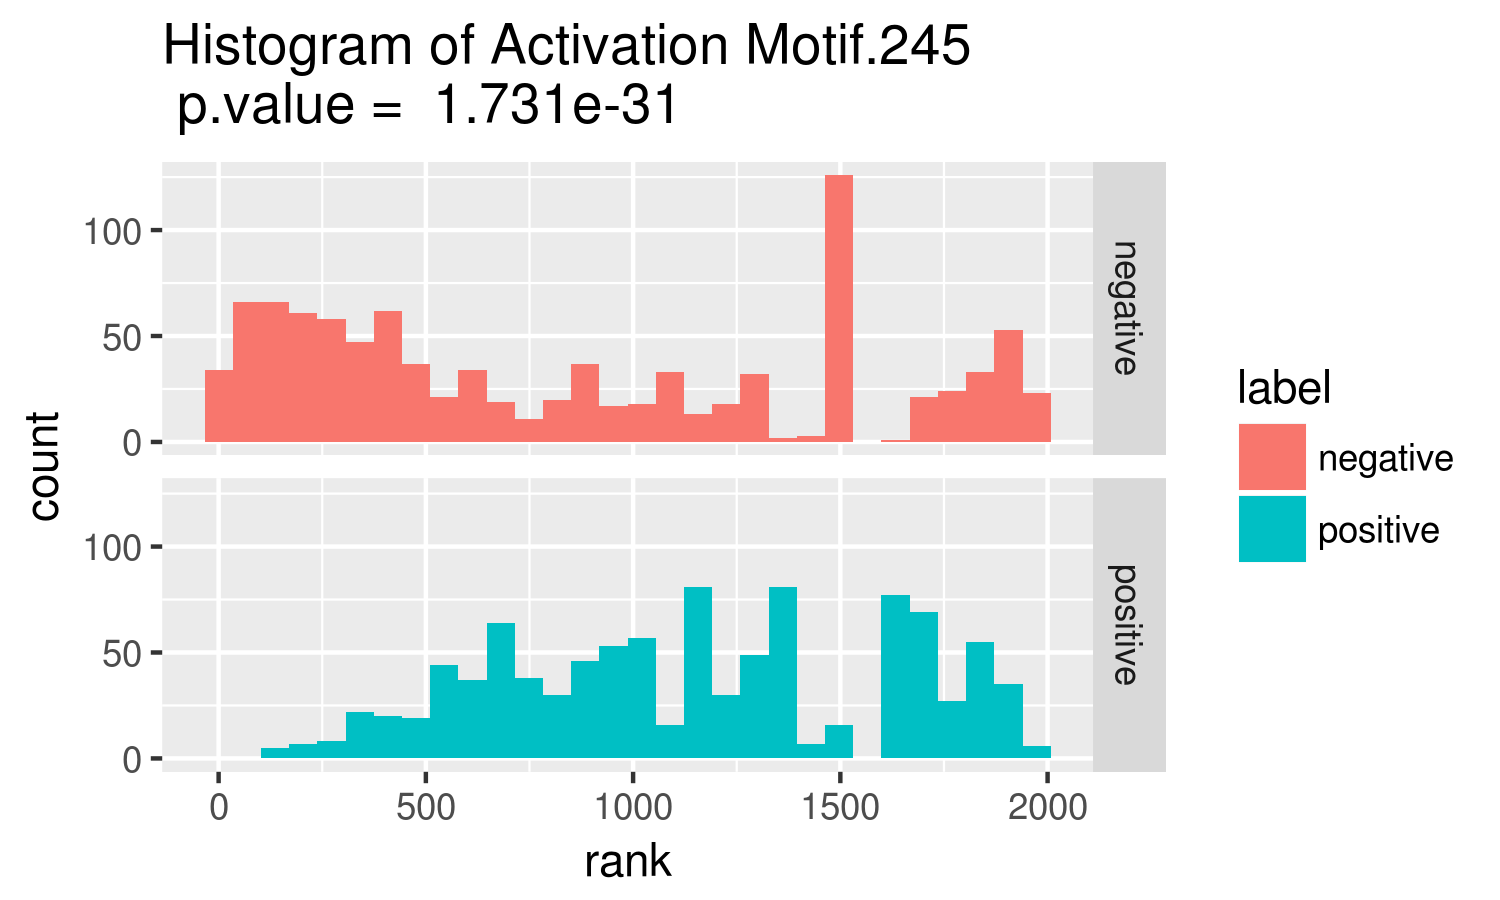 Histogram of Activation Motif.245
p.value = 1.731e-31
count
100
50
0
negative
100
50
0
positive
0 500 1000 1500 2000
rank
label
negative
positive